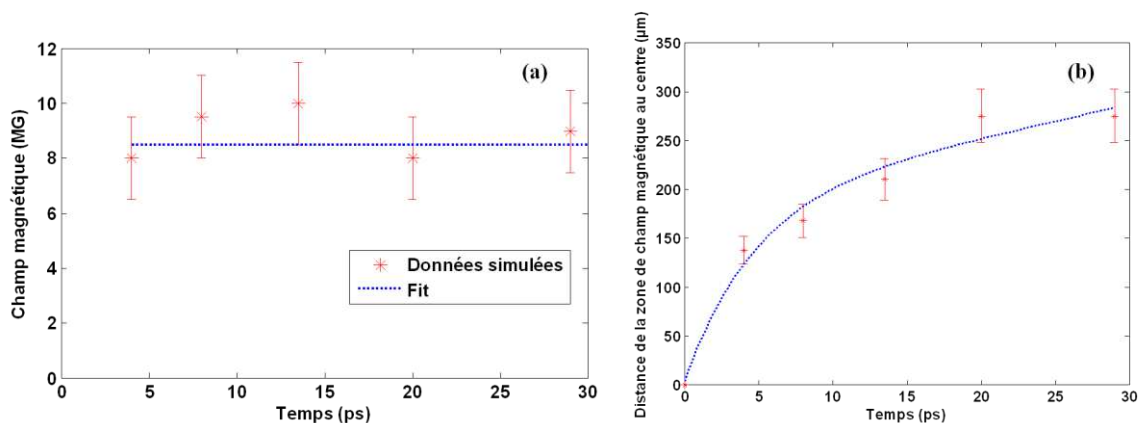 (a)
Champ magnétique (MG)
12
10
8
6
4
2
0
Données simulées
Fit
0 5 10 15 20 25 30
Temps (ps)
(b)
Distance de la zone de champ magnétique au centre (µm)
350
300
250
200
150
100
50
0
0 5 10 15 20 25 30
Temps (ps)